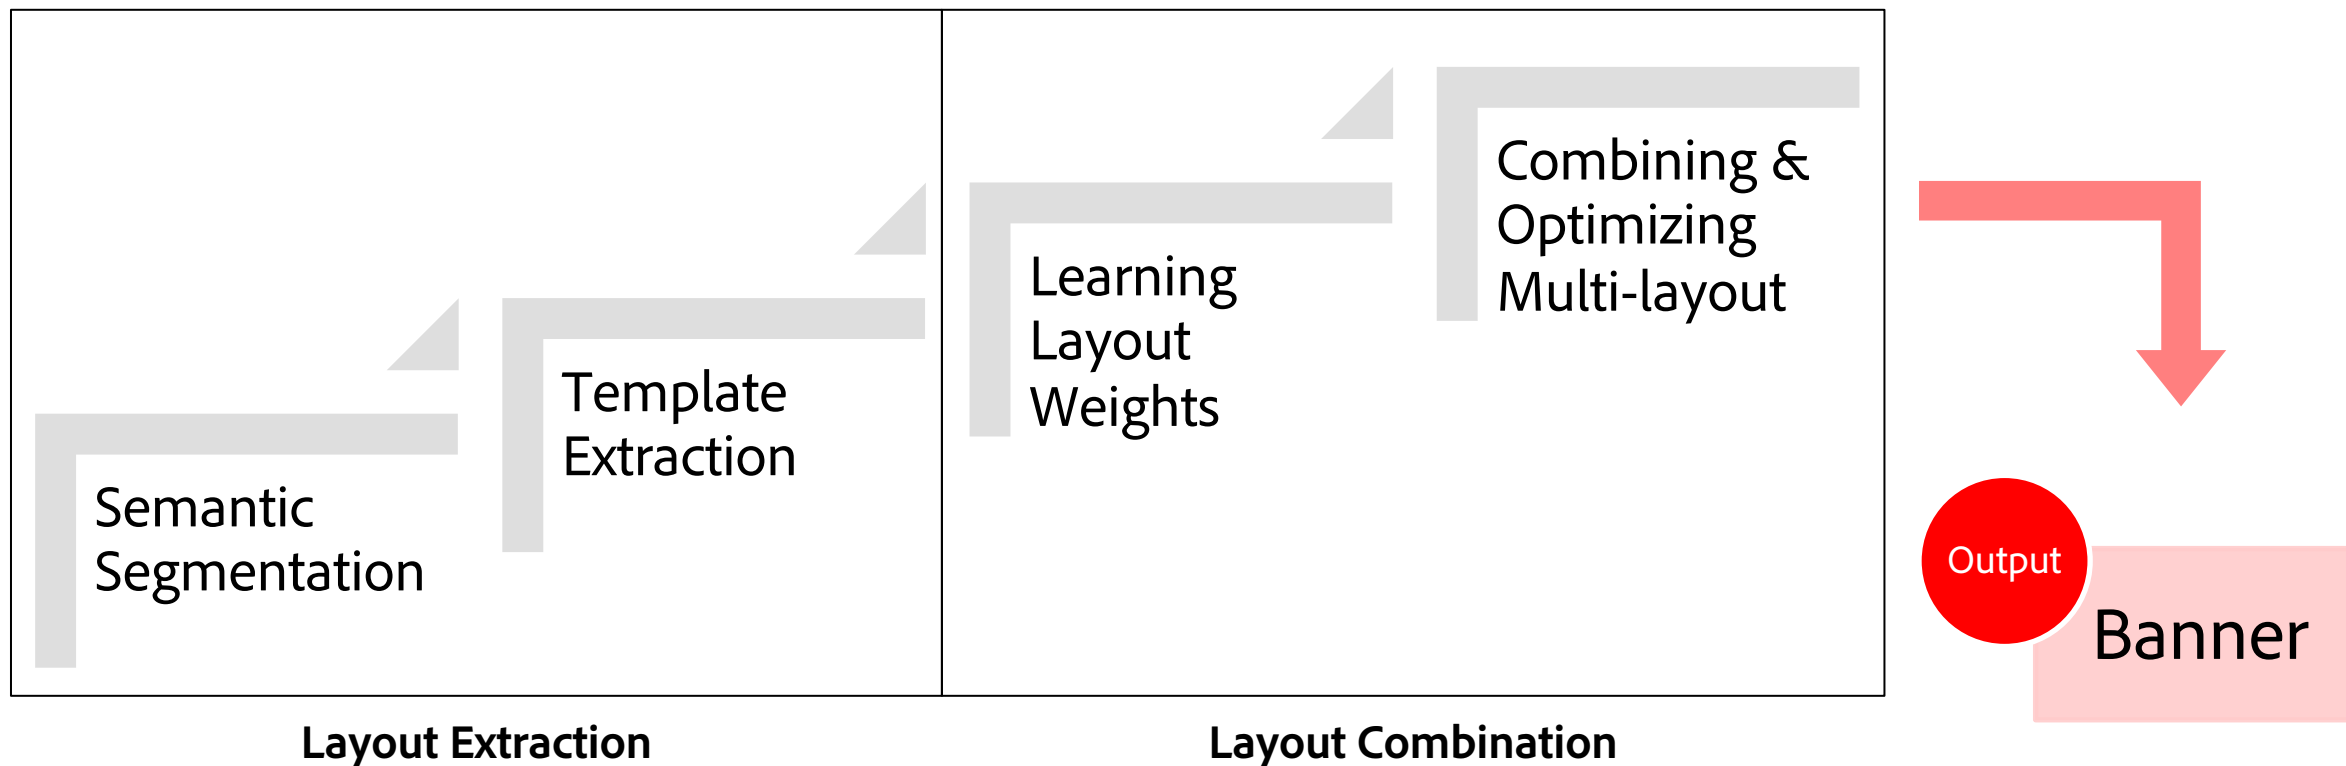 Semantic
Segmentation
Template
Extraction
Learning
Layout
Weights
Combining &
Optimizing
Multi-layout
Output
Banner
Layout Extraction
Layout Combination